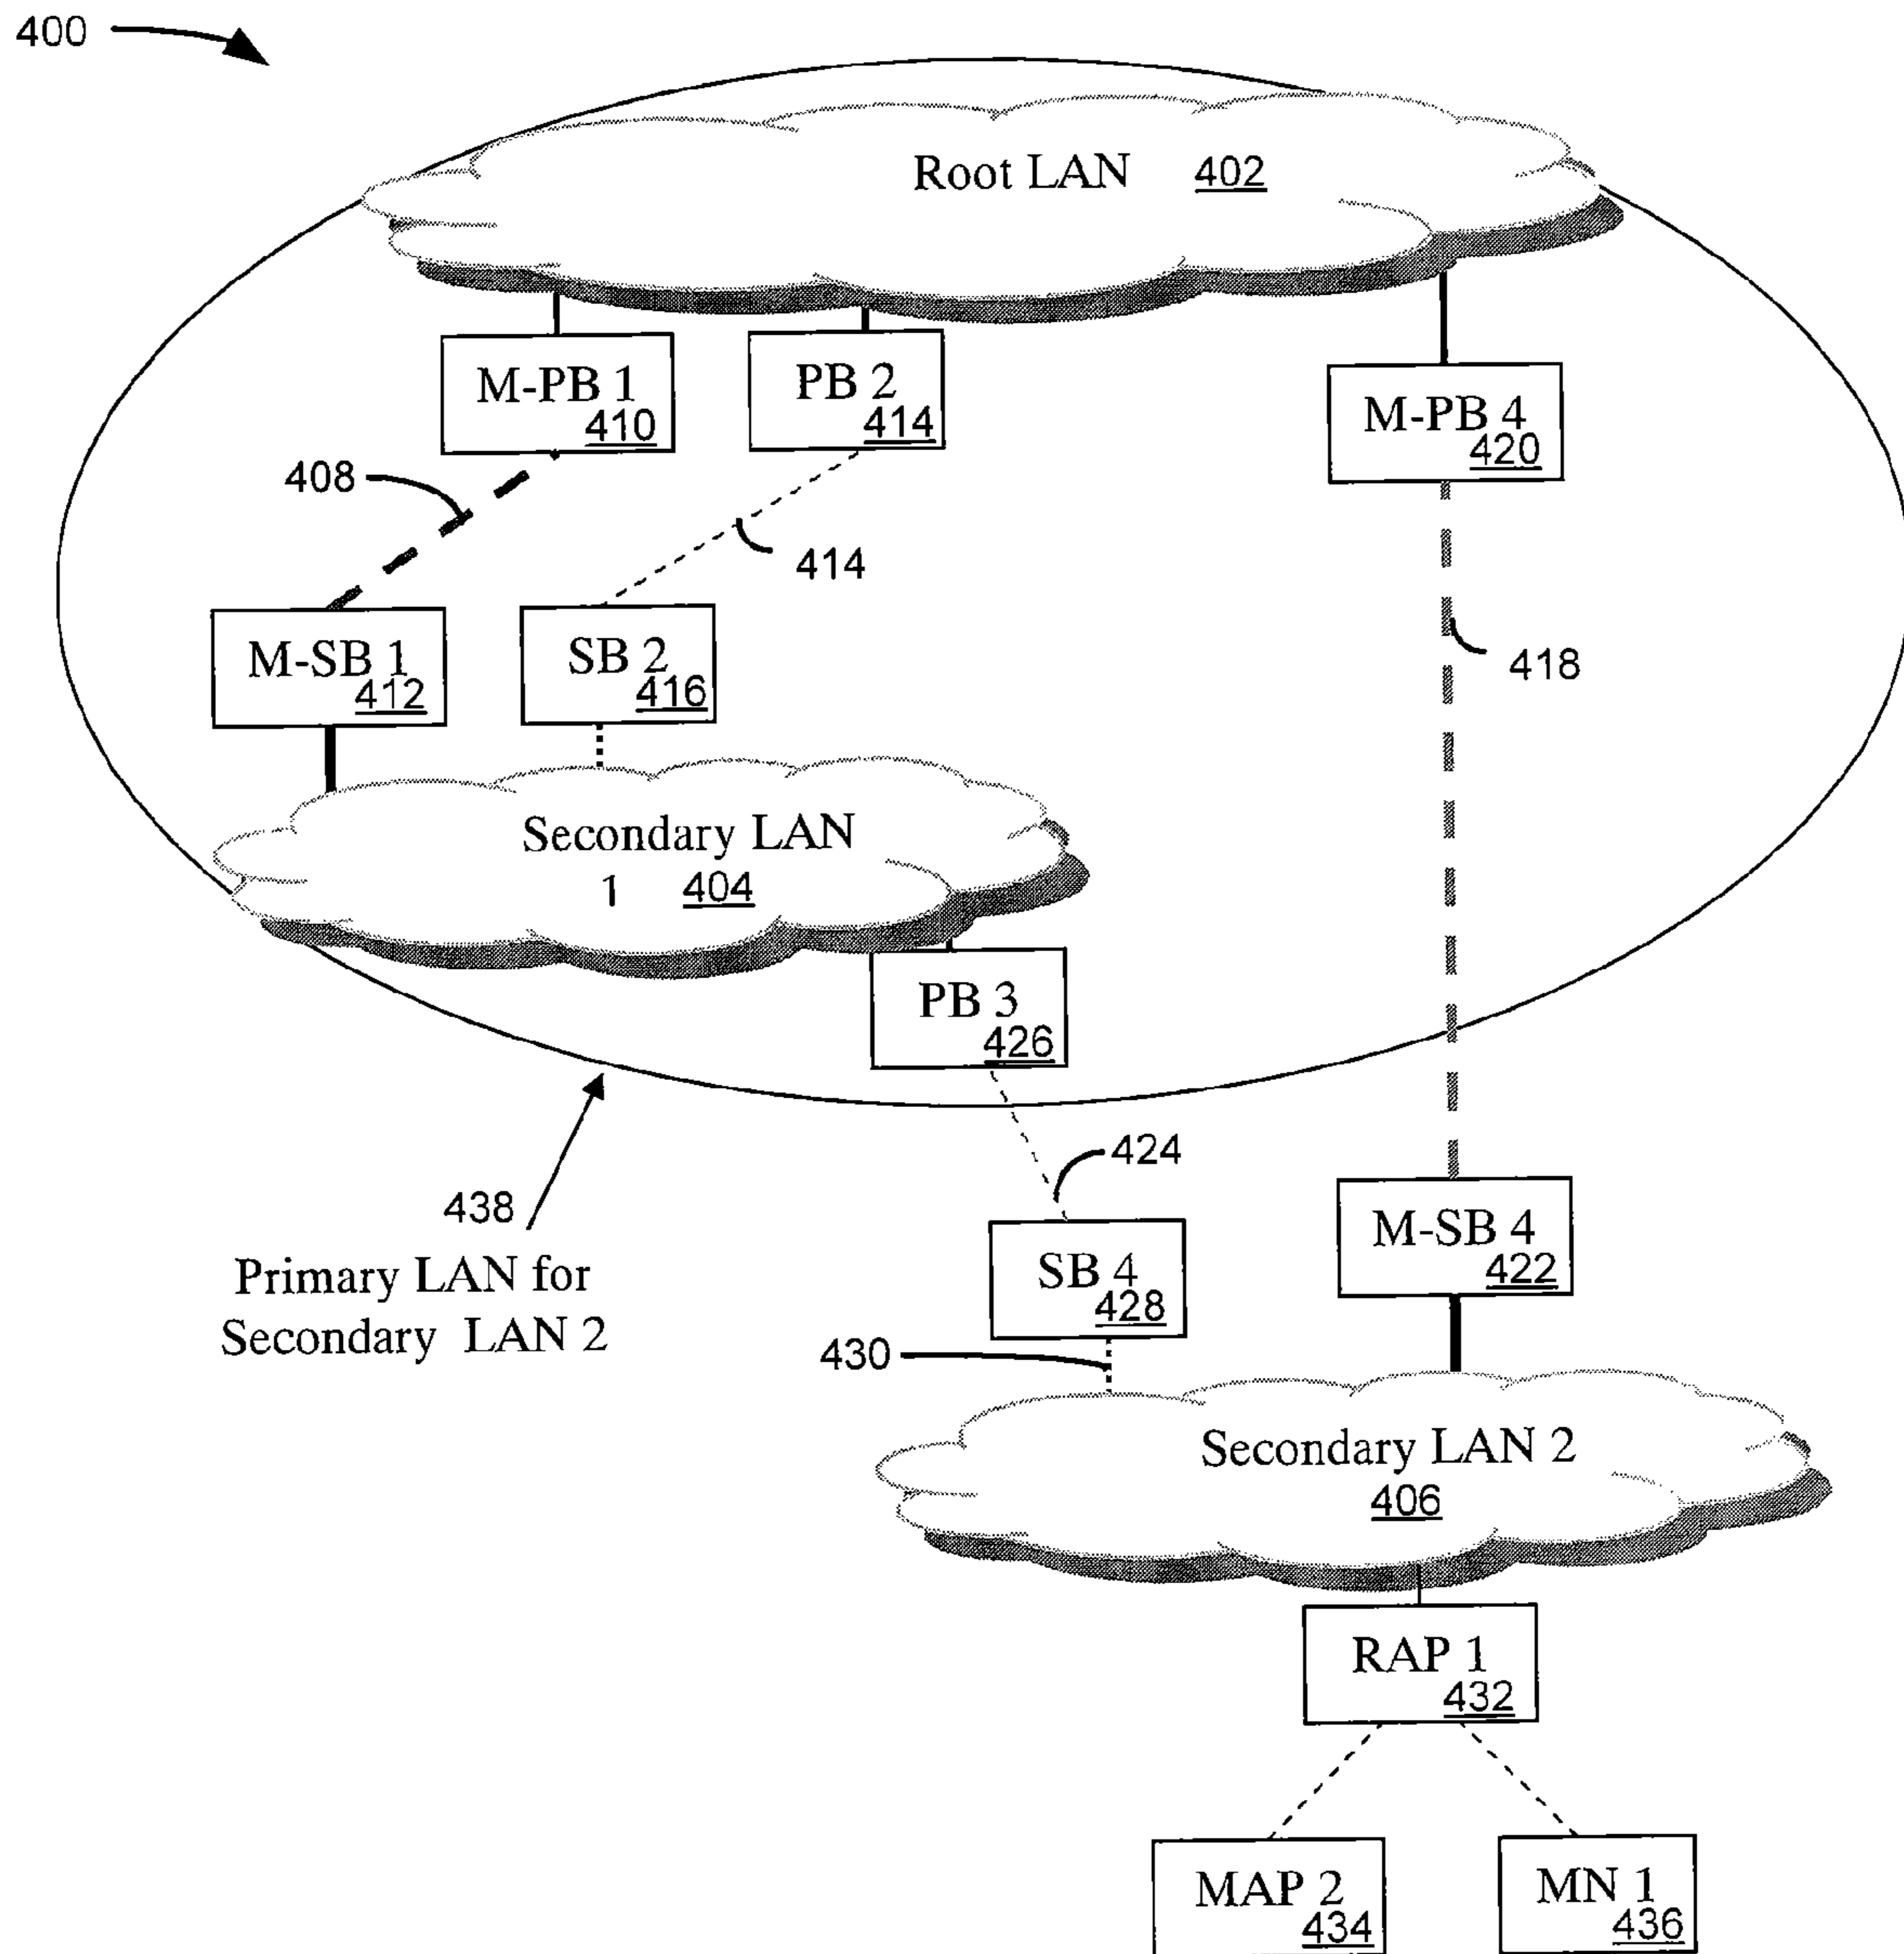 400
Root LAN 402
M-PB 1
410
PB 2
414
M-PB 4
420
408
414
M-SB 1
412
SB 2
416
418
Secondary LAN
1 404
PB 3
426
424
438
Primary LAN for
Secondary LAN 2
SB 4
428
M-SB 4
422
430
Secondary LAN 2
406
RAP 1
432
MAP 2
434
MN 1
436